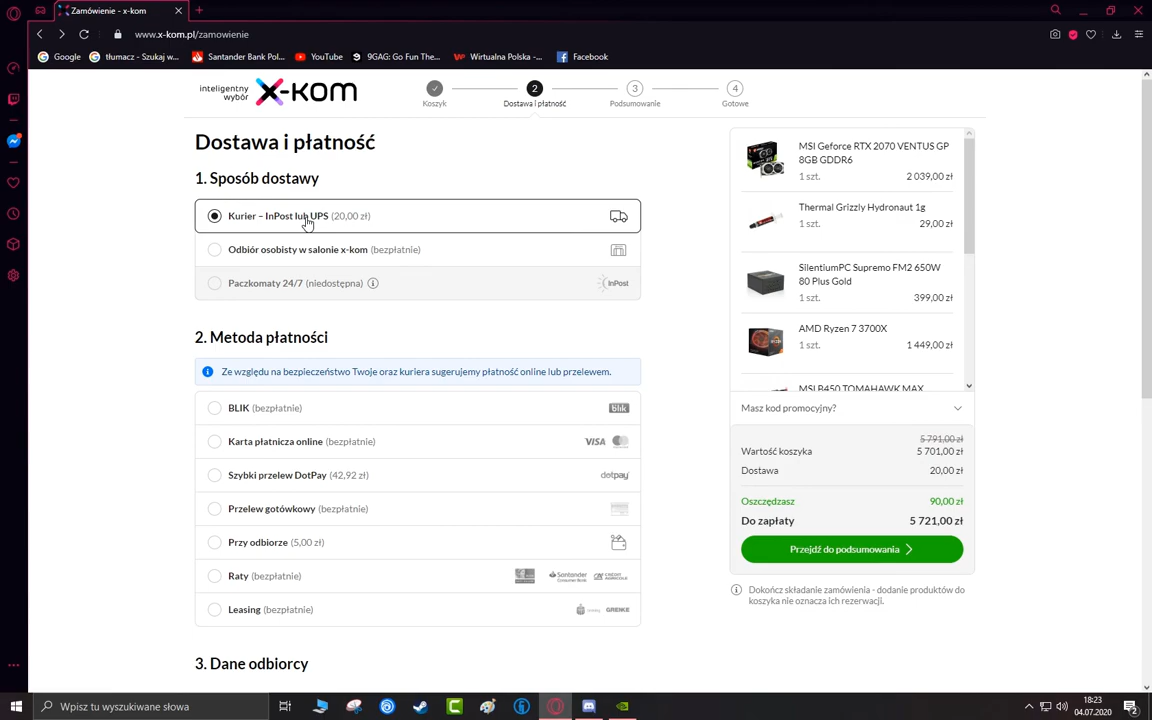 Zamówienie - x-kom
www.x-kom.pl/zamowienie
Google
tłumacz - Szukaj w...
Santander Bank Pol...
YouTube
9GAG: Go Fun The...
Wirtualna Polska -...
Facebook
inteligentny
wybór
x-kom
2
3
4
Koszyk
Dostawa i płatność
Podsumowanie
Gotowe
Dostawa i płatność
1. Sposób dostawy
Kurier – InPost lub UPS (20,00 zł)
Odbiór osobisty w salonie x-kom (bezpłatnie)
Paczkomaty 24/7 (niedostępna)
InPost
2. Metoda płatności
Ze względu na bezpieczeństwo Twoje oraz kuriera sugerujemy płatność online lub przelewem.
BLIK (bezpłatnie)
blik
Karta płatnicza online (bezpłatnie)
VISA
Szybki przelew DotPay (42,92 zł)
dotpay
Przelew gotówkowy (bezpłatnie)
Przy odbiorze (5,00 zł)
Raty (bezpłatnie)
Santander
Leasing (bezpłatnie)
GRENKE
3. Dane odbiorcy
MSI Geforce RTX 2070 VENTUS GP
8GB GDDR6
1 szt. 2 039,00 zł
Thermal Grizzly Hydronaut 1g
1 szt. 29,00 zł
SilentiumPC Supremo FM2 650W
80 Plus Gold
1 szt. 399,00 zł
AMD Ryzen 7 3700X
1 szt. 1 449,00 zł
MSI B450 TOMAHAWK MAX
Masz kod promocyjny?
5 791,00 zł
Wartość koszyka 5 701,00 zł
Dostawa 20,00 zł
Oszczędzasz 90,00 zł
Do zapłaty 5 721,00 zł
Przejdź do podsumowania
Dokończ składanie zamówienia - dodanie produktów do
koszyka nie oznacza ich rezerwacji.
Wpisz tu wyszukiwane słowa
18:23
04.07.2020
2